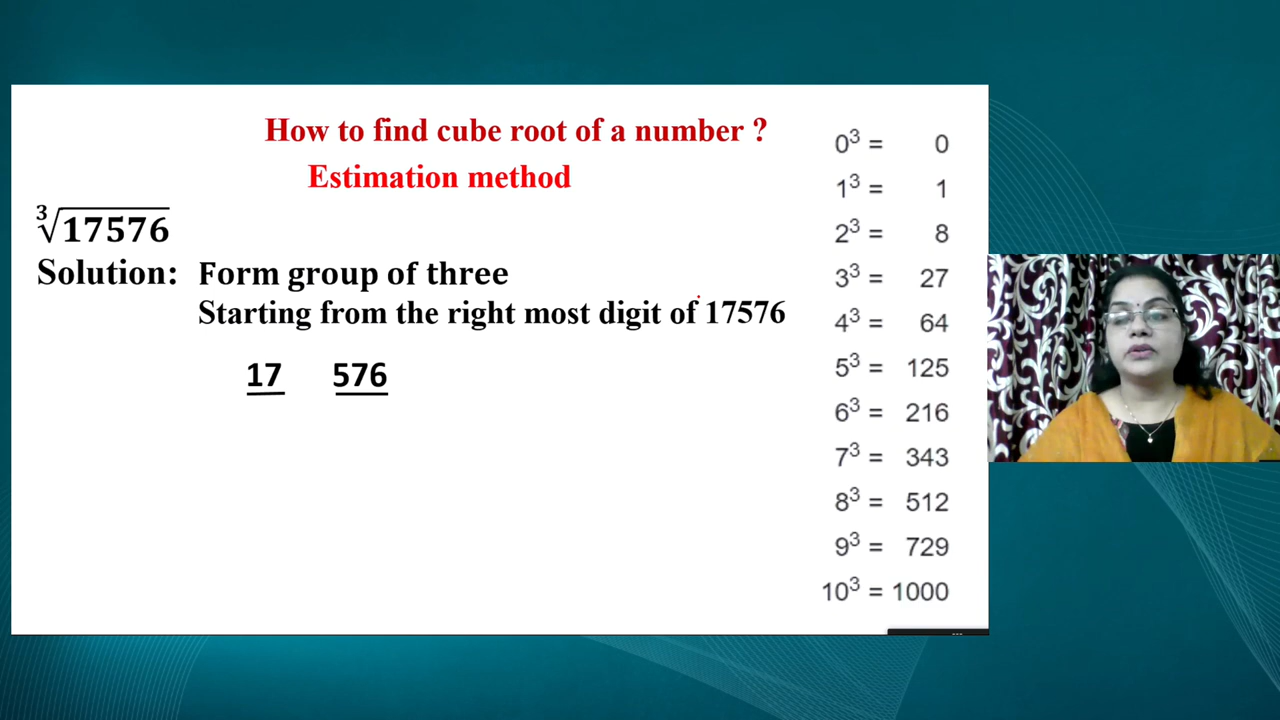 How to find cube root of a number ?
Estimation method
∛17576
Solution: Form group of three
Starting from the right most digit of 17576
17 576
0³ = 0
1³ = 1
2³ = 8
3³ = 27
4³ = 64
5³ = 125
6³ = 216
7³ = 343
8³ = 512
9³ = 729
10³ = 1000